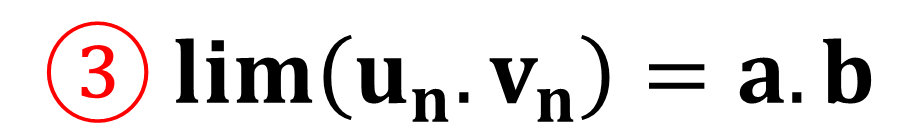 ③ lim(uₙ.vₙ) = a.b